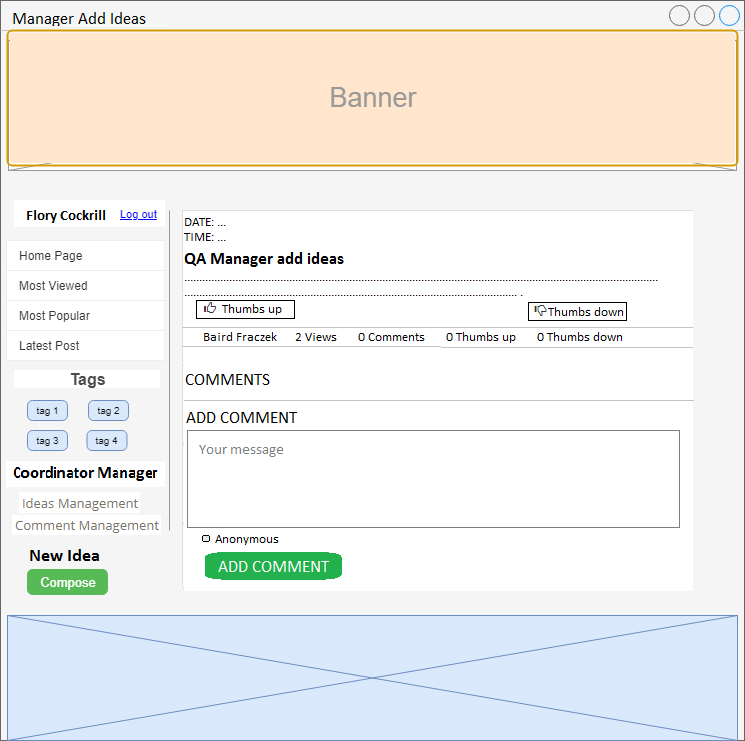 Manager Add Ideas
Banner
Flory Cockrill Log out
Home Page
Most Viewed
Most Popular
Latest Post
Tags
tag 1 tag 2
tag 3 tag 4
Coordinator Manager
Ideas Management
Comment Management
New Idea
Compose
DATE: ...
TIME: ...
QA Manager add ideas
Thumbs up Thumbs down
Baird Fraczek 2 Views 0 Comments 0 Thumbs up 0 Thumbs down
COMMENTS
ADD COMMENT
Your message
Anonymous
ADD COMMENT